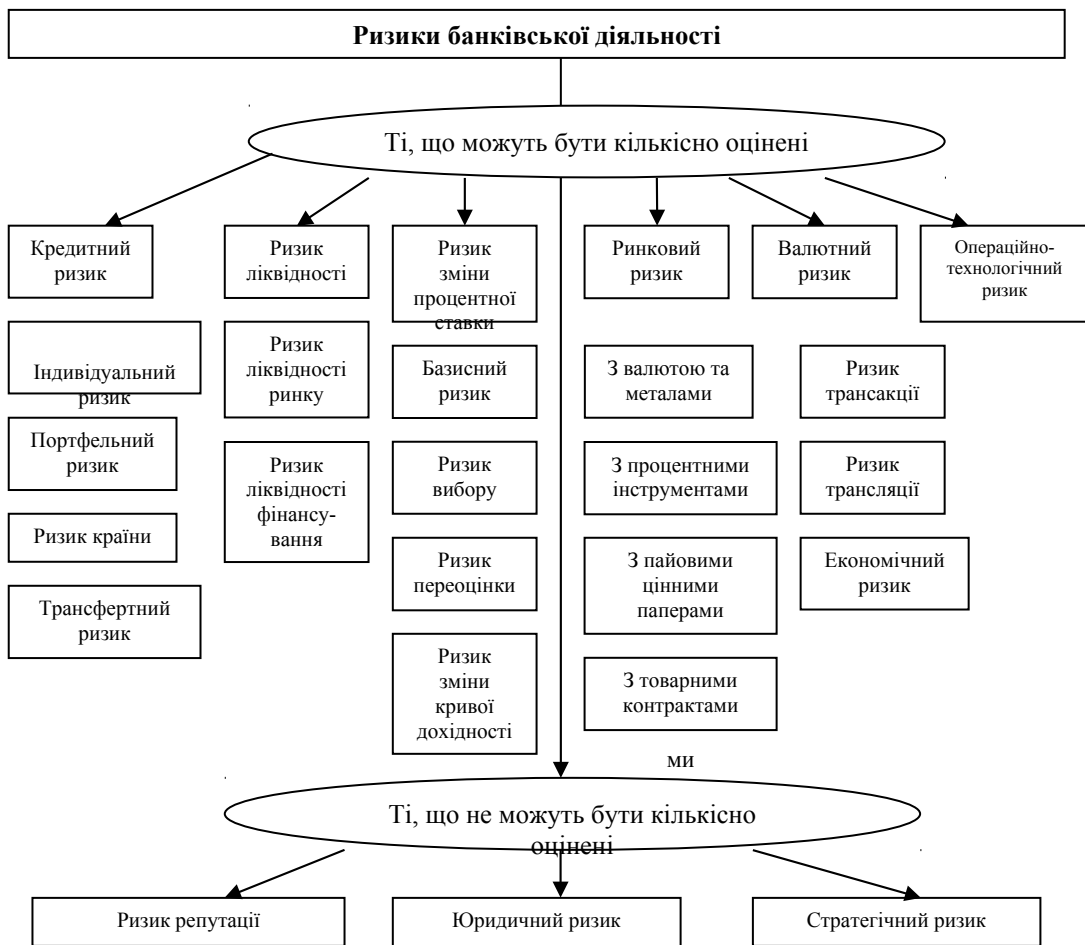 Ризики банківської діяльності
Ті, що можуть бути кількісно оцінені
Кредитний
ризик
Ризик
ліквідності
Ризик
зміни
процентної
ставки
Ринковий
ризик
Валютний
ризик
Операційно-
технологічний
ризик
Індивідуальний
ризик
Портфельний
ризик
Ризик країни
Трансфертний
ризик
Ризик
ліквідності
ринку
Ризик
ліквідності
фінансу-
вання
Базисний
ризик
Ризик
вибору
Ризик
переоцінки
Ризик
зміни
кривої
дохідності
З валютою та
металами
З процентними
інструментами
З пайовими
цінними
паперами
З товарними
контрактами
ми
Ризик
трансакції
Ризик
трансляції
Економічний
ризик
Ті, що не можуть бути кількісно
оцінені
Ризик репутації
Юридичний ризик
Стратегічний ризик